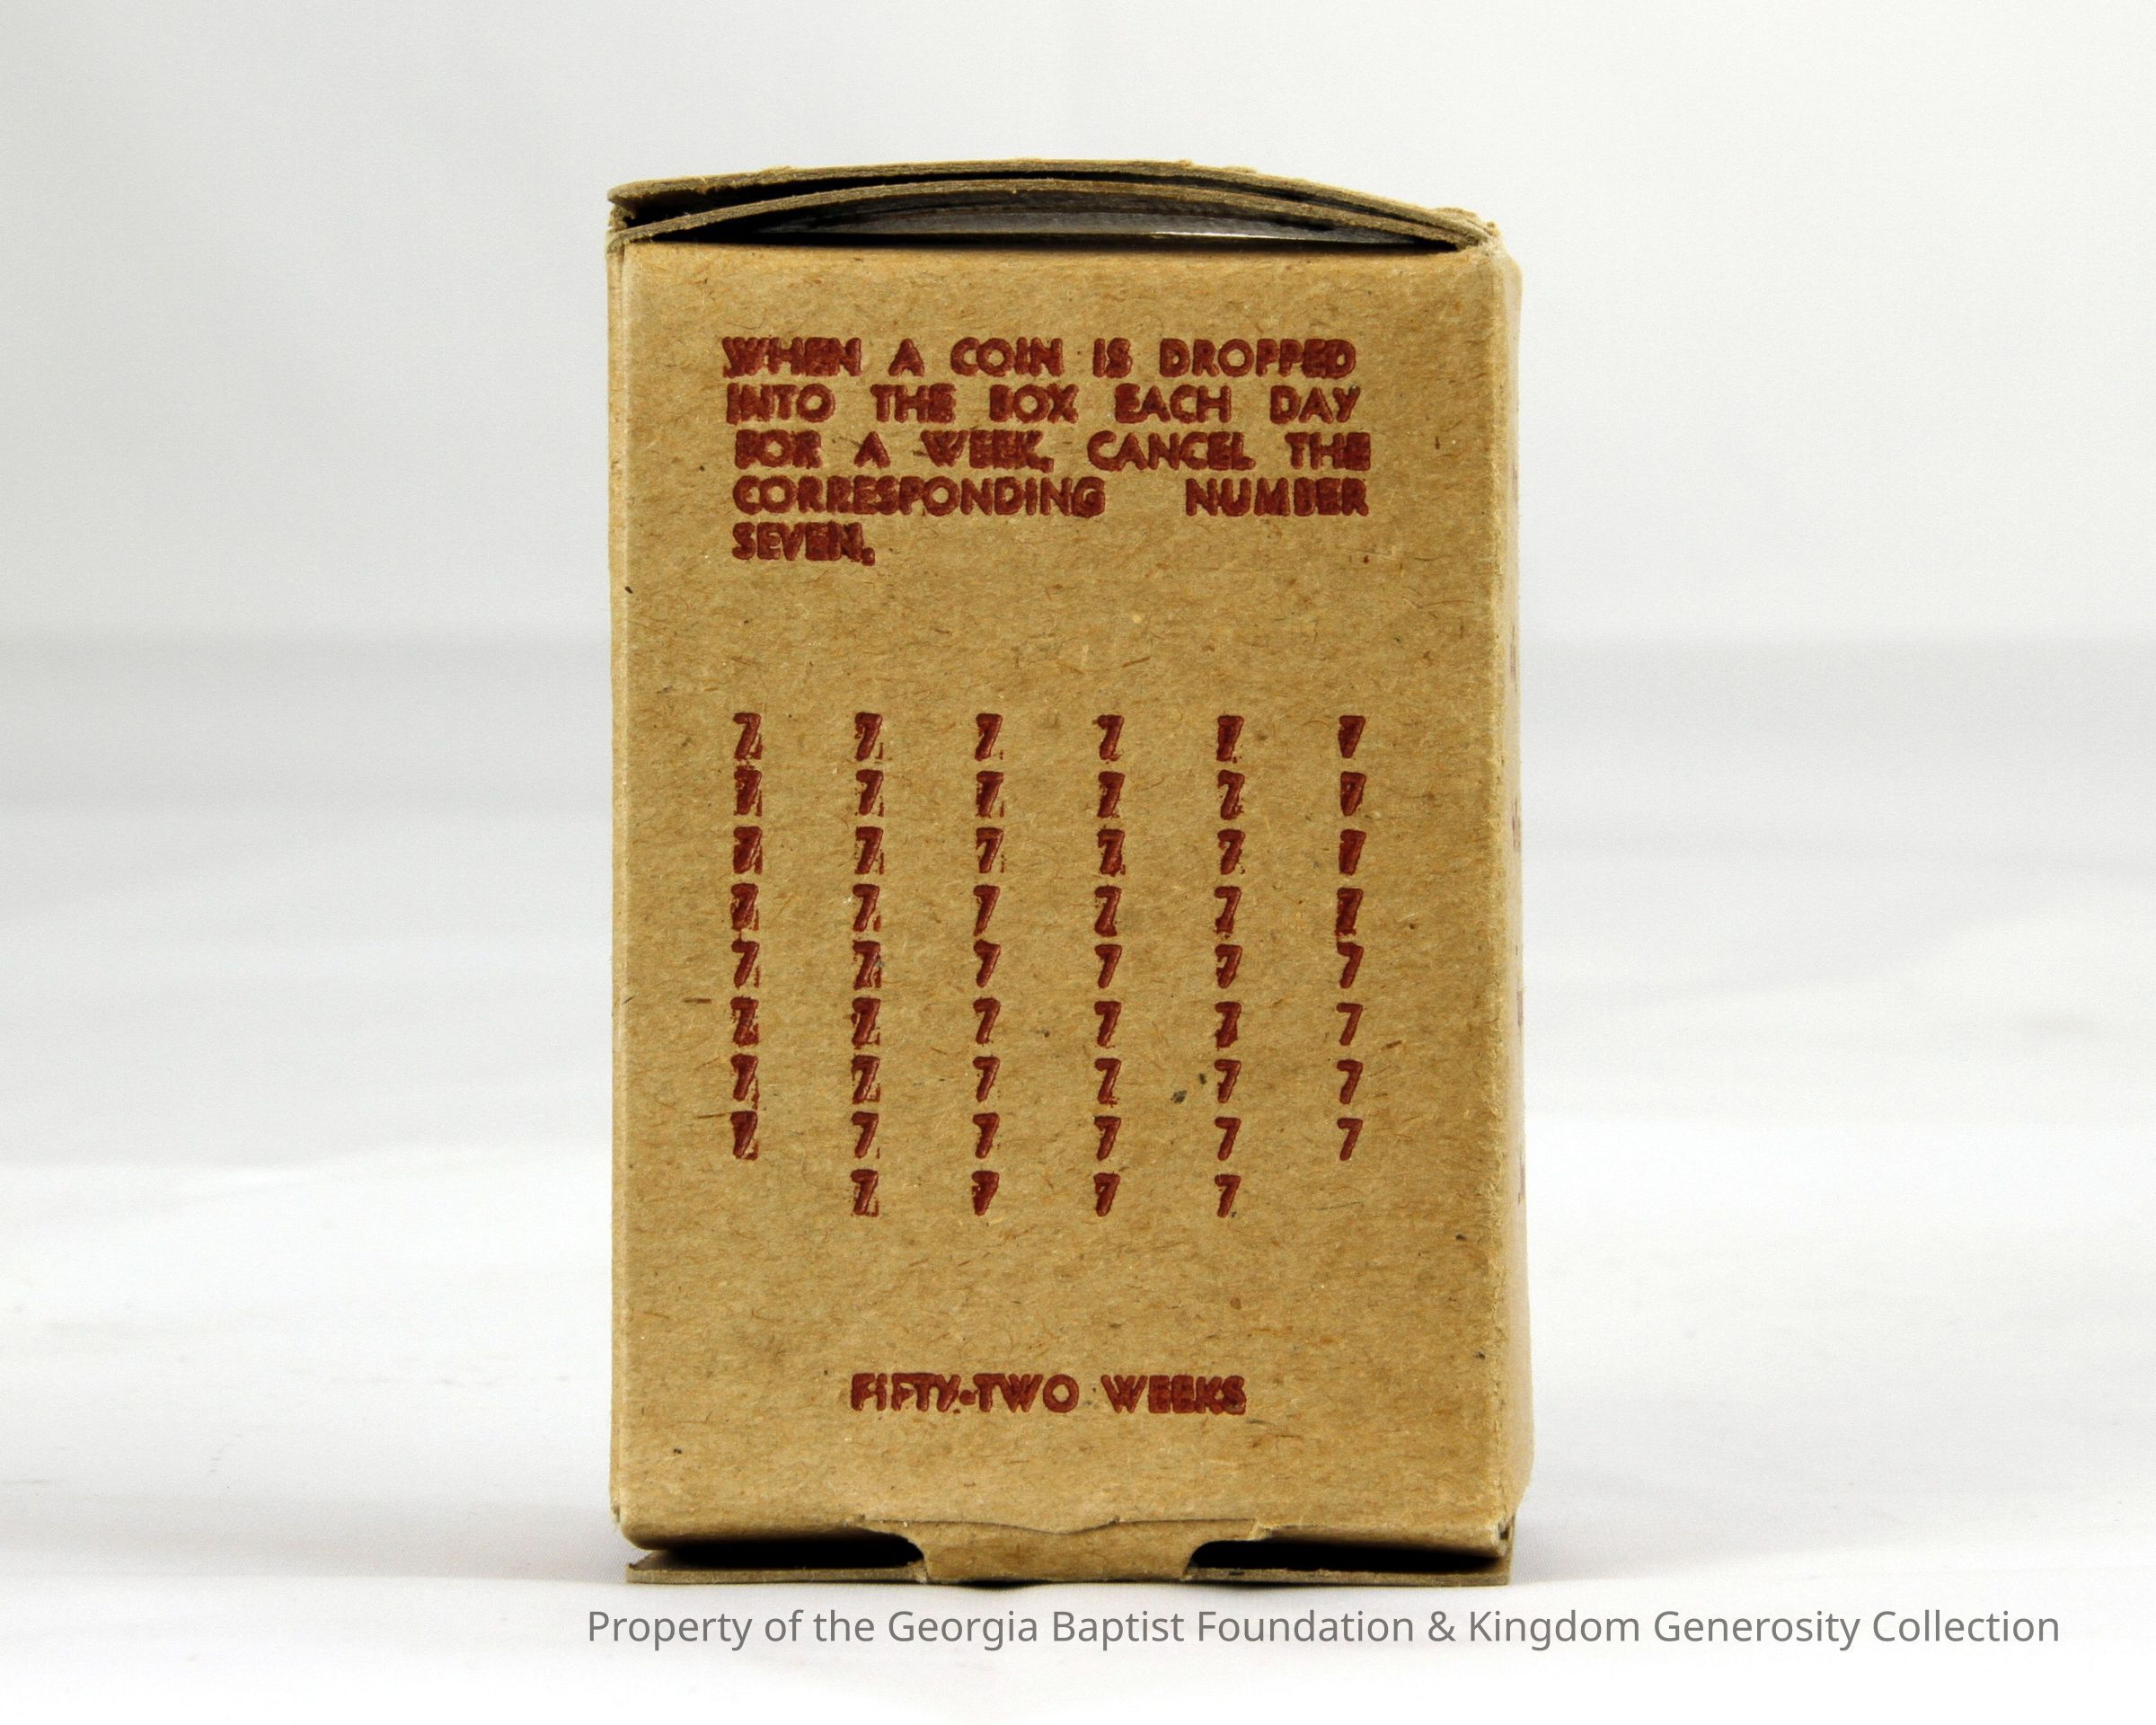 WHEN A COIN IS DROPPED
INTO THE BOX EACH DAY
FOR A WEEK, CANCEL THE
CORRESPONDING NUMBER
SEVEN.
7 7 7 7 7 7
7 7 7 7 7 7
7 7 7 7 7 7
7 7 7 7 7 7
7 7 7 7 7 7
7 7 7 7 7 7
7 7 7 7 7 7
7 7 7 7 7 7
7 7 7 7
FIFTY-TWO WEEKS
Property of the Georgia Baptist Foundation & Kingdom Generosity Collection